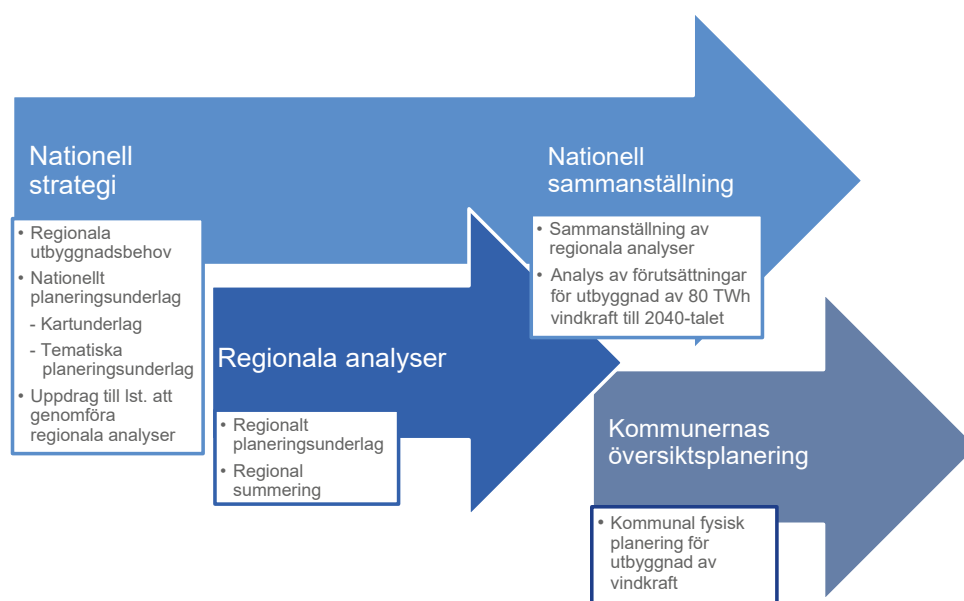 Nationell
strategi
• Regionala
utbyggnadsbehov
• Nationellt
planeringsunderlag
- Kartunderlag
- Tematiska
planeringsunderlag
• Uppdrag till lst. att
genomföra
regionala analyser
Regionala analyser
• Regionalt
planeringsunderlag
• Regional
summering
Nationell
sammanställning
• Sammanställning av
regionala analyser
• Analys av förutsättningar
för utbyggnad av 80 TWh
vindkraft till 2040-talet
Kommunernas
översiktsplanering
• Kommunal fysisk
planering för
utbyggnad av
vindkraft